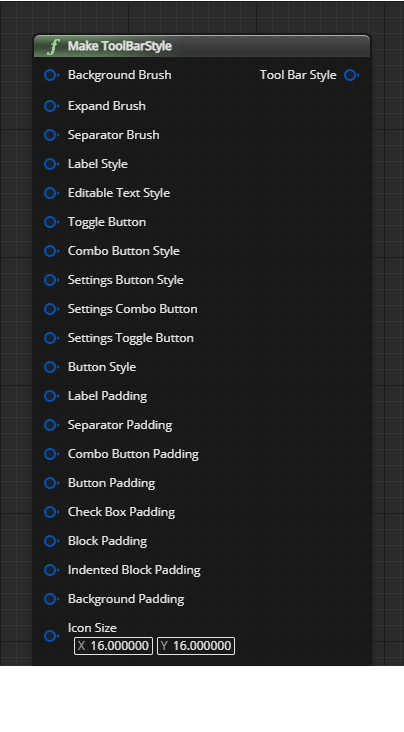 f Make ToolBarStyle
Background Brush Tool Bar Style
Expand Brush
Separator Brush
Label Style
Editable Text Style
Toggle Button
Combo Button Style
Settings Button Style
Settings Combo Button
Settings Toggle Button
Button Style
Label Padding
Separator Padding
Combo Button Padding
Button Padding
Check Box Padding
Block Padding
Indented Block Padding
Background Padding
Icon Size
X 16.000000 Y 16.000000